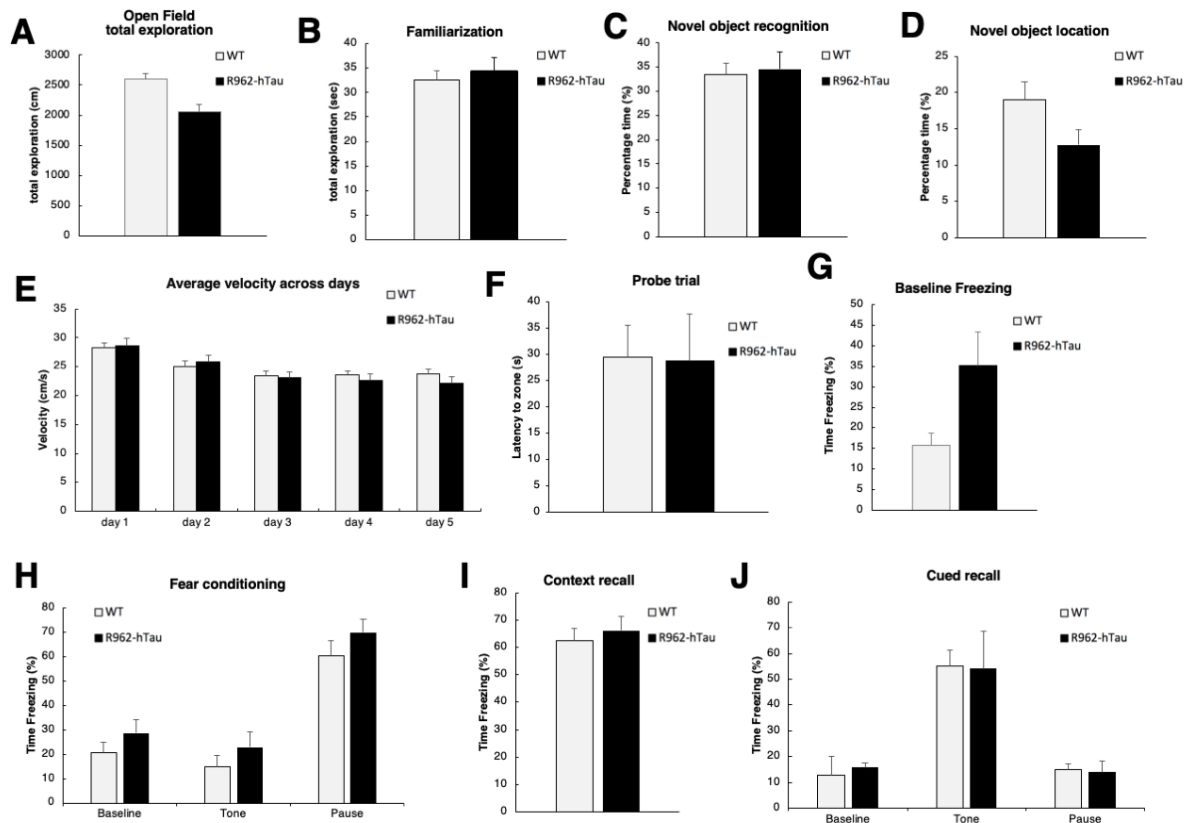 A
Open Field
total exploration
total exploration (cm)
3000
2500
2000
1500
1000
500
0
WT
R962-hTau
B
Familiarization
total exploration (sec)
40
35
30
25
20
15
10
5
0
WT
R962-hTau
C
Novel object recognition
Percentage time (%)
40
35
30
25
20
15
10
5
0
WT
R962-hTau
D
Novel object location
Percentage time (%)
25
20
15
10
5
0
WT
R962-hTau
E
Average velocity across days
Velocity (cm/s)
35
30
25
20
15
10
5
0
WT
R962-hTau
day 1 day 2 day 3 day 4 day 5
F
Probe trial
Latency to zone (s)
40
35
30
25
20
15
10
5
0
WT
R962-hTau
G
Baseline Freezing
Time Freezing (%)
50
45
40
35
30
25
20
15
10
5
0
WT
R962-hTau
H
Fear conditioning
Time Freezing (%)
80
70
60
50
40
30
20
10
0
WT
R962-hTau
Baseline Tone Pause
I
Context recall
Time Freezing (%)
80
70
60
50
40
30
20
10
0
WT
R962-hTau
J
Cued recall
Time Freezing (%)
80
70
60
50
40
30
20
10
0
WT
R962-hTau
Baseline Tone Pause